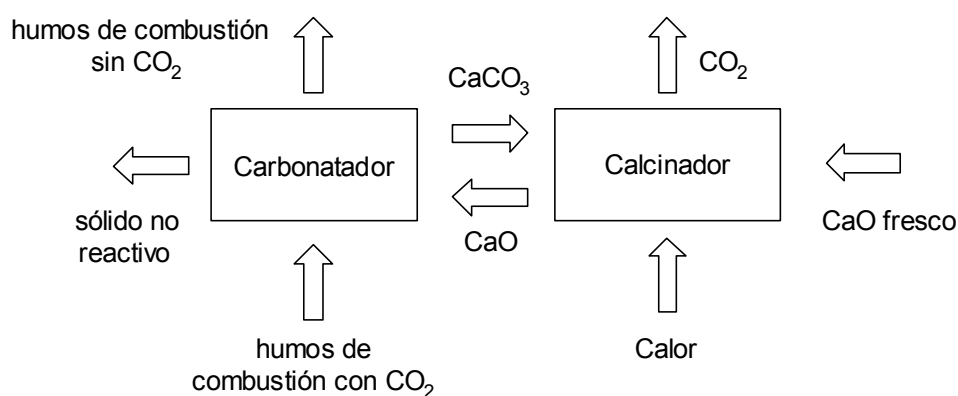 humos de combustión
sin CO₂
CO₂
CaCO₃
Carbonatador
Calcinador
sólido no
reactivo
CaO
CaO fresco
humos de
combustión con CO₂
Calor